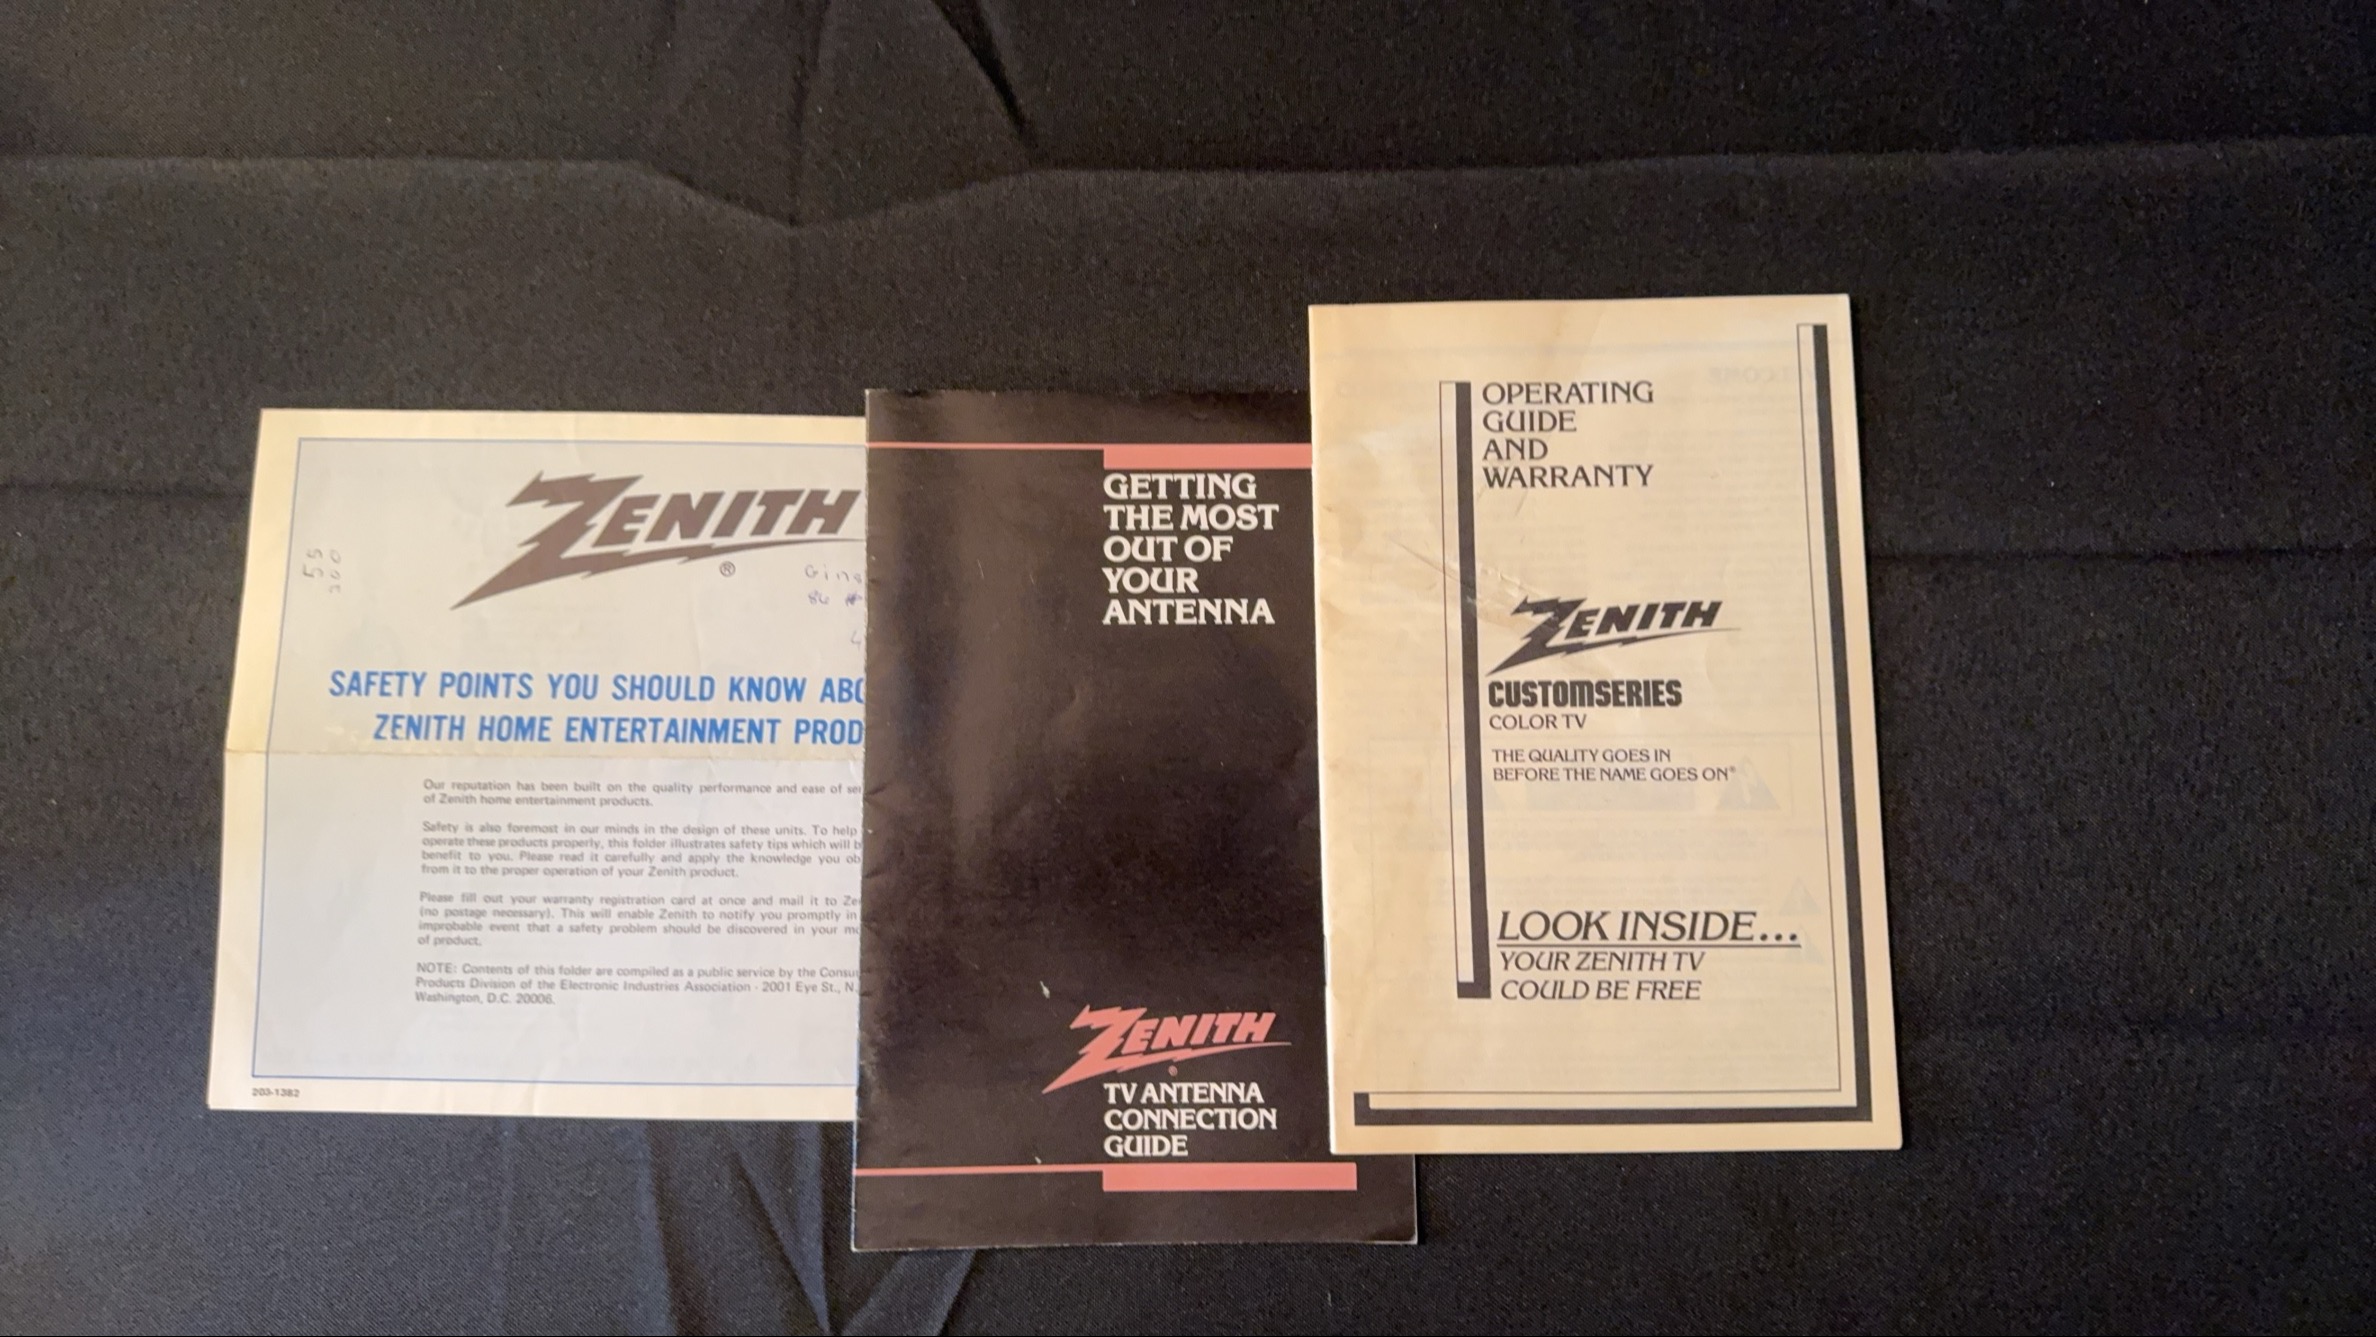 ZENITH
®
55
200
SAFETY POINTS YOU SHOULD KNOW
ZENITH HOME ENTERTAINMENT
Our reputation has been built on the quality performance and ease of
of Zenith home entertainment products.
Safety is also foremost in our minds in the design of these units. To help
operate these products properly, this folder illustrates safety tips which will
benefit to you. Please read it carefully and apply the knowledge you
from it to the proper operation of your Zenith product.
Please fill out your warranty registration card at once and mail it to
(no postage necessary). This will enable Zenith to notify you promptly in
improbable event that a safety problem should be discovered in your
of product.
NOTE: Contents of this folder are compiled as a public service by the
Products Division of the Electronic Industries Association - 2001 Eye St., N.
Washington, D.C. 20006.
203-1382
GETTING
THE MOST
OUT OF
YOUR
ANTENNA
ZENITH
®
TV ANTENNA
CONNECTION
GUIDE
OPERATING
GUIDE
AND
WARRANTY
ZENITH
CUSTOMSERIES
COLOR TV
THE QUALITY GOES IN
BEFORE THE NAME GOES ON®
LOOK INSIDE...
YOUR ZENITH TV
COULD BE FREE